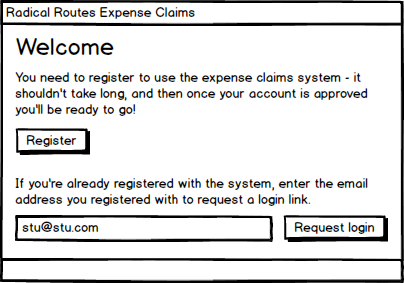 Radical Routes Expense Claims
Welcome
You need to register to use the expense claims system - it
shouldn't take long, and then once your account is approved
you'll be ready to go!
Register
If you're already registered with the system, enter the email
address you registered with to request a login link.
stu@stu.com Request login